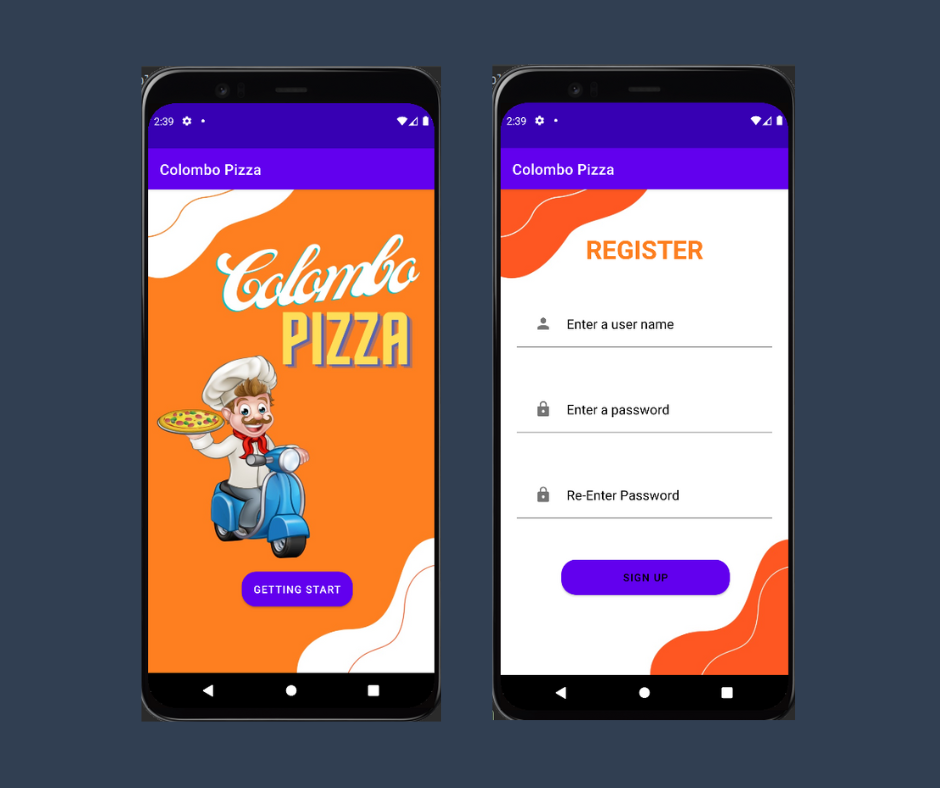 2:39
Colombo Pizza
Colombo
PIZZA
GETTING START
2:39
Colombo Pizza
REGISTER
Enter a user name
Enter a password
Re-Enter Password
SIGN UP